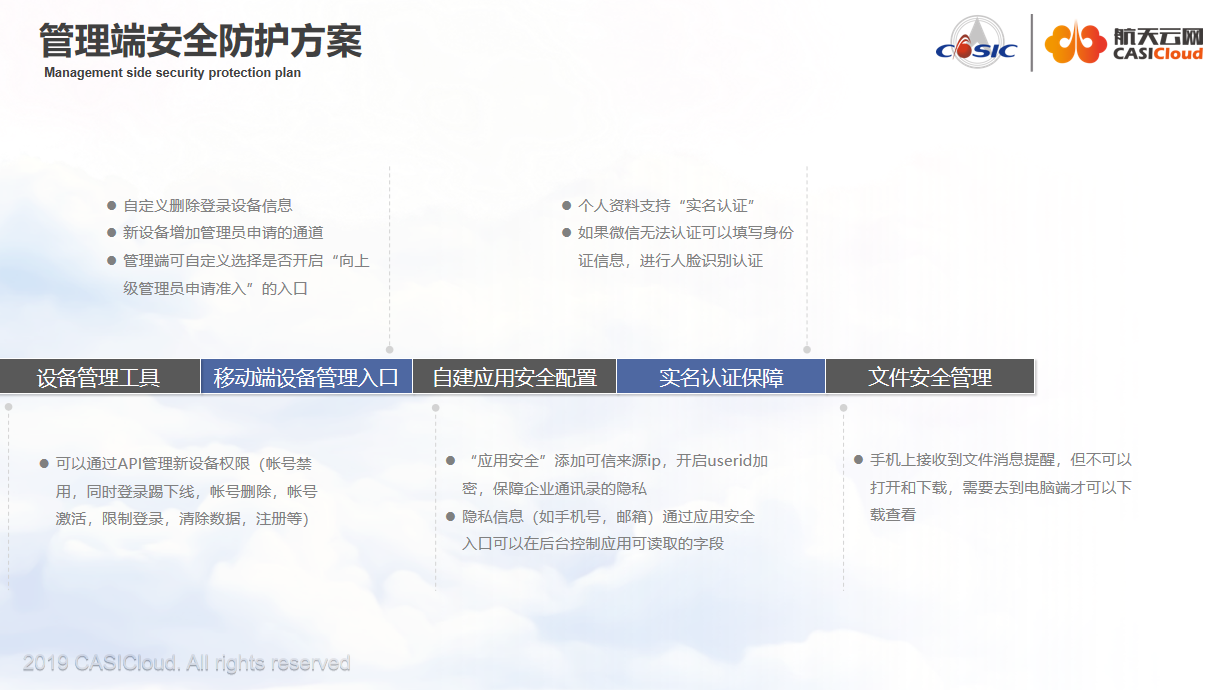 管理端安全防护方案
Management side security protection plan
CASIC
航天云网
CASICloud
● 自定义删除登录设备信息
● 新设备增加管理员申请的通道
● 管理端可自定义选择是否开启“向上
级管理员申请准入”的入口
● 个人资料支持“实名认证”
● 如果微信无法认证可以填写身份
证信息，进行人脸识别认证
设备管理工具
移动端设备管理入口
自建应用安全配置
实名认证保障
文件安全管理
● 可以通过API管理新设备权限（帐号禁
用，同时登录踢下线，帐号删除，帐号
激活，限制登录，清除数据，注册等）
● “应用安全”添加可信来源ip，开启userid加
密，保障企业通讯录的隐私
● 隐私信息（如手机号，邮箱）通过应用安全
入口可以在后台控制应用可读取的字段
● 手机上接收到文件消息提醒，但不可以
打开和下载，需要去到电脑端才可以下
载查看
2019 CASICloud. All rights reserved